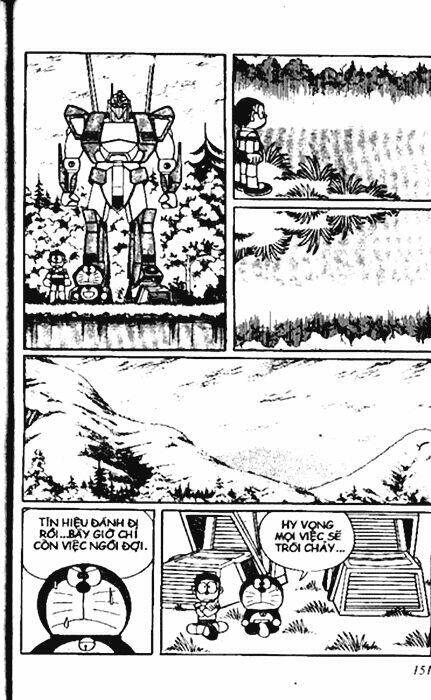 TÍN HIỆU ĐÁNH ĐI
RỒI...BÂY GIỜ CHỈ
CÒN VIỆC NGỒI ĐỢI.
HY VỌNG
MỌI VIỆC SẼ
TRÔI CHẢY...
151